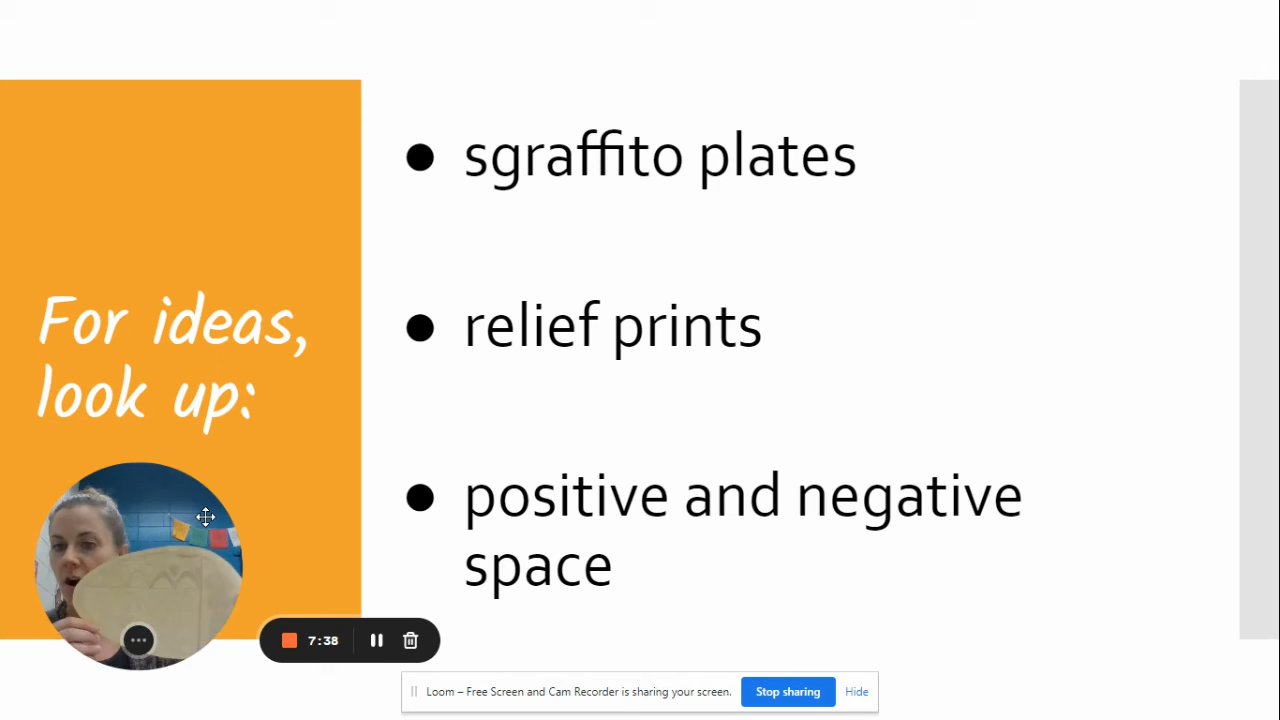 For ideas,
look up:
● sgraffito plates
● relief prints
● positive and negative
space
7:38
Loom – Free Screen and Cam Recorder is sharing your screen.
Stop sharing
Hide